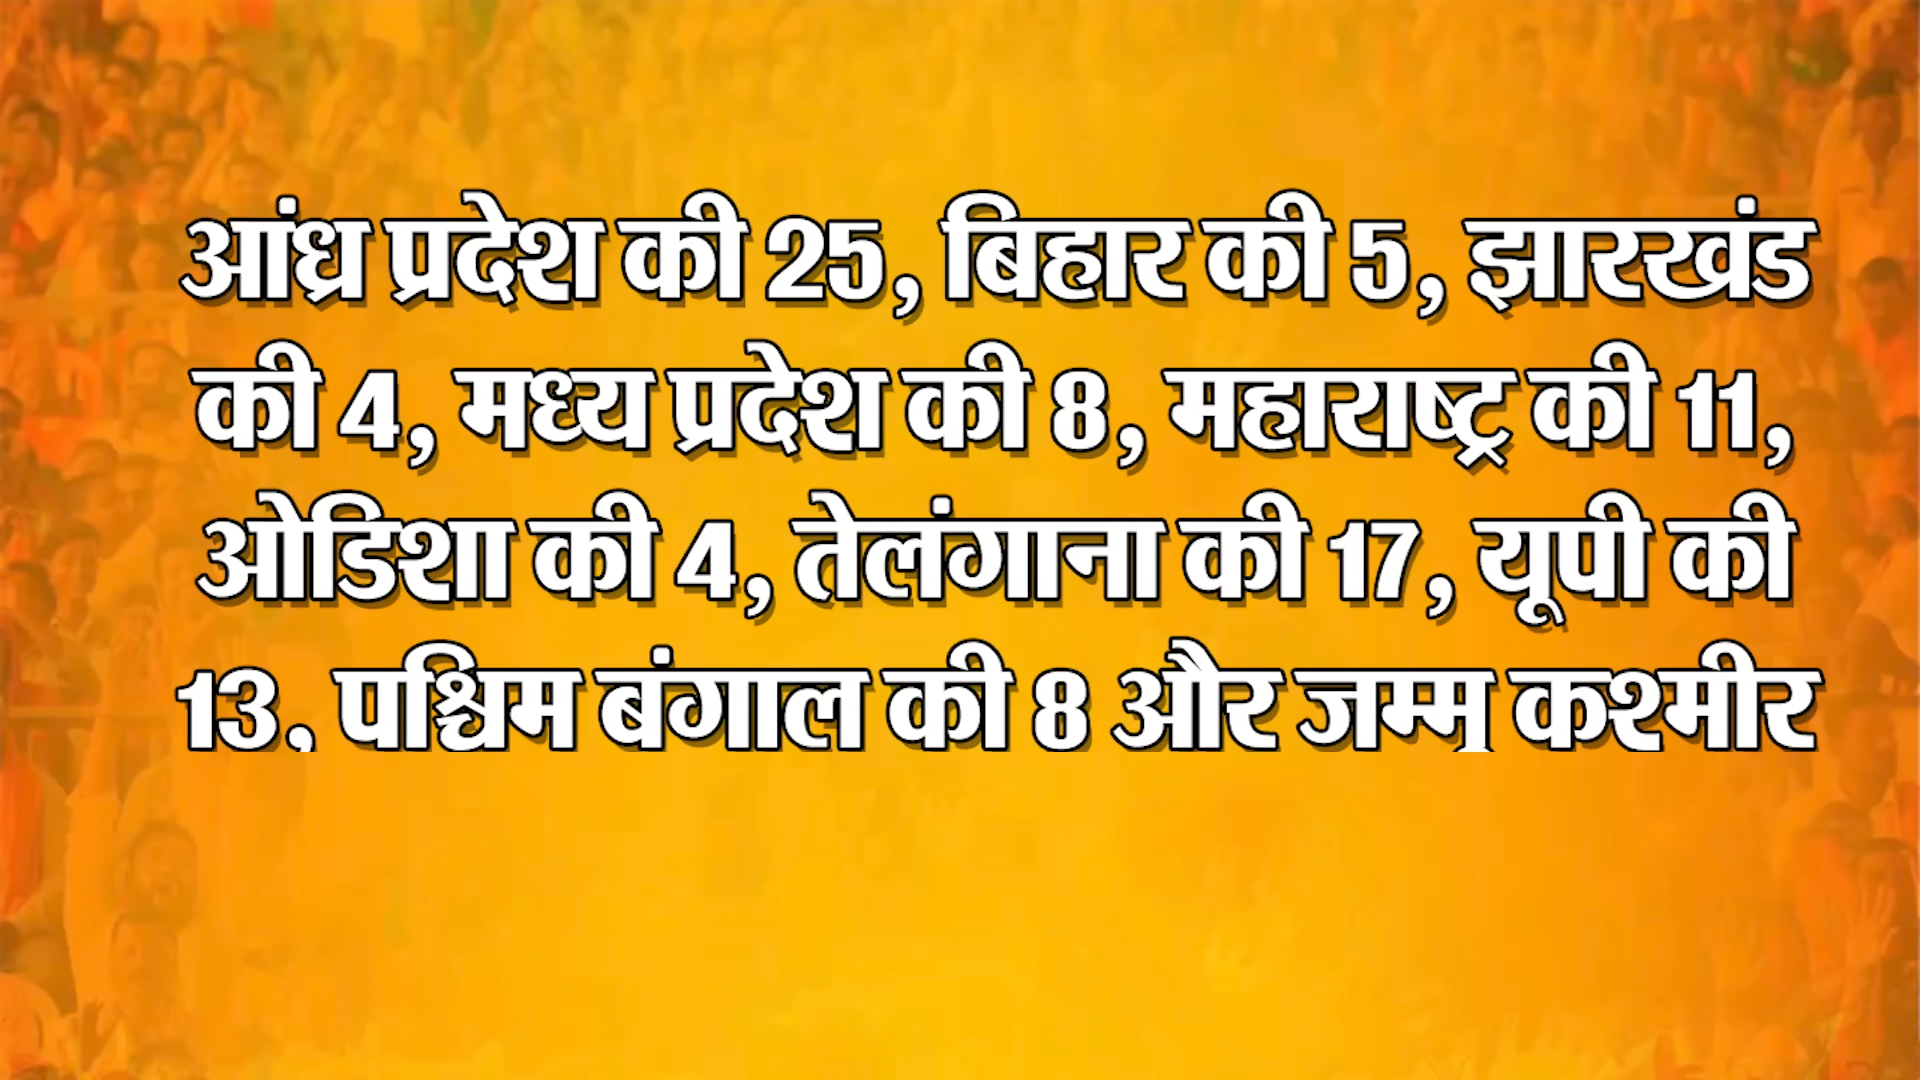 आंध्र प्रदेश की 25, बिहार की 5, झारखंड
की 4, मध्य प्रदेश की 8, महाराष्ट्र की 11,
ओडिशा की 4, तेलंगाना की 17, यूपी की
13, पश्चिम बंगाल की 8 और जम्मू कश्मीर